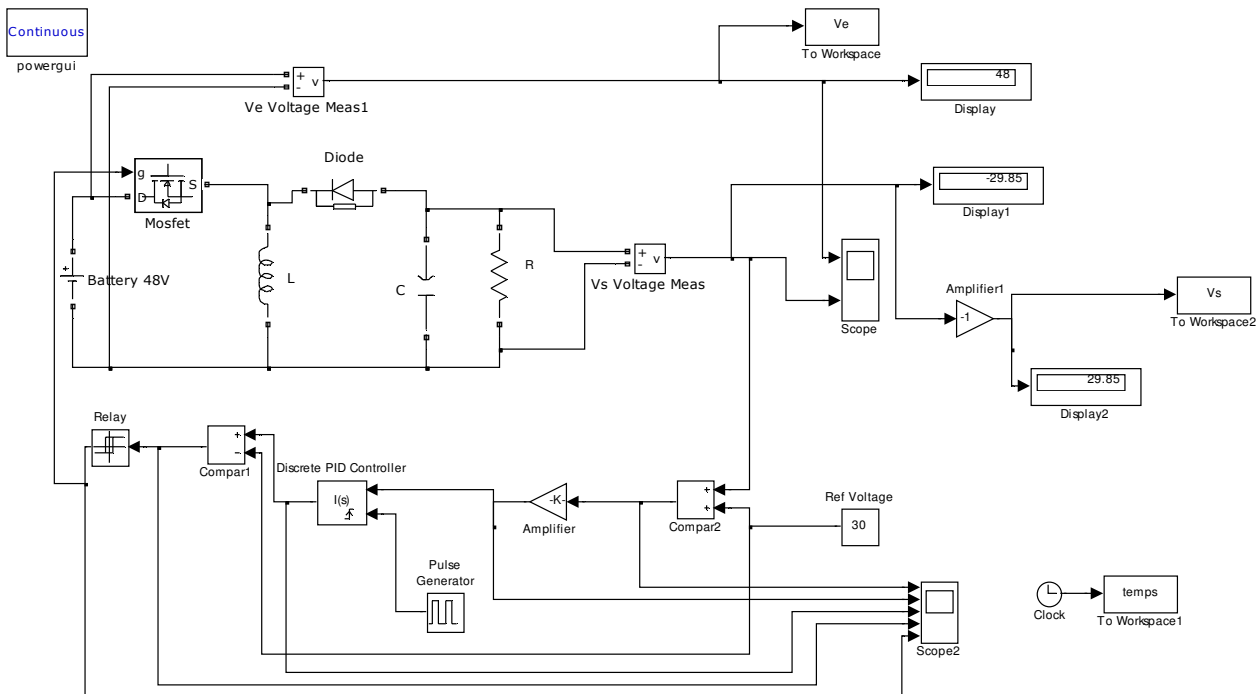 Continuous
powergui
Ve
To Workspace
+
-
v
Ve Voltage Meas1
48
Display
g
D
S
Mosfet
Diode
-29.85
Display1
+
Battery 48V
L
C
R
+
-
v
Vs Voltage Meas
Scope
Amplifier1
-1
Vs
To Workspace2
29.85
Display2
Relay
+
-
Compar1
Discrete PID Controller
I(s)
-K-
Amplifier
+
+
Compar2
Ref Voltage
30
Pulse
Generator
Scope2
Clock
temps
To Workspace1